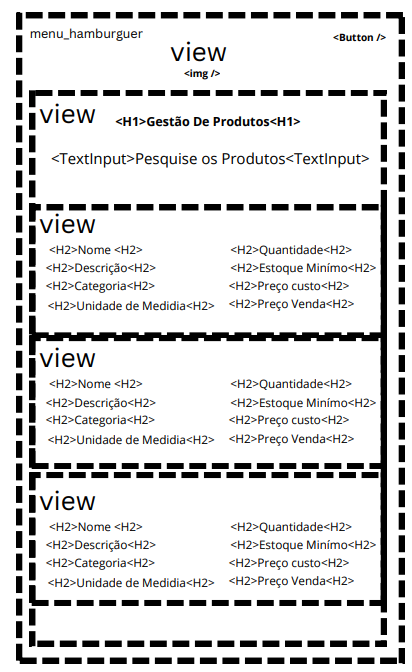 menu_hamburguer
<Button />
view
<img />
view
<H1>Gestão De Produtos<H1>
<TextInput>Pesquise os Produtos<TextInput>
view
<H2>Nome <H2> <H2>Quantidade<H2>
<H2>Descrição<H2> <H2>Estoque Minímo<H2>
<H2>Categoria<H2> <H2>Preço custo<H2>
<H2>Unidade de Medidia<H2> <H2>Preço Venda<H2>
view
<H2>Nome <H2> <H2>Quantidade<H2>
<H2>Descrição<H2> <H2>Estoque Minímo<H2>
<H2>Categoria<H2> <H2>Preço custo<H2>
<H2>Unidade de Medidia<H2> <H2>Preço Venda<H2>
view
<H2>Nome <H2> <H2>Quantidade<H2>
<H2>Descrição<H2> <H2>Estoque Minímo<H2>
<H2>Categoria<H2> <H2>Preço custo<H2>
<H2>Unidade de Medidia<H2> <H2>Preço Venda<H2>